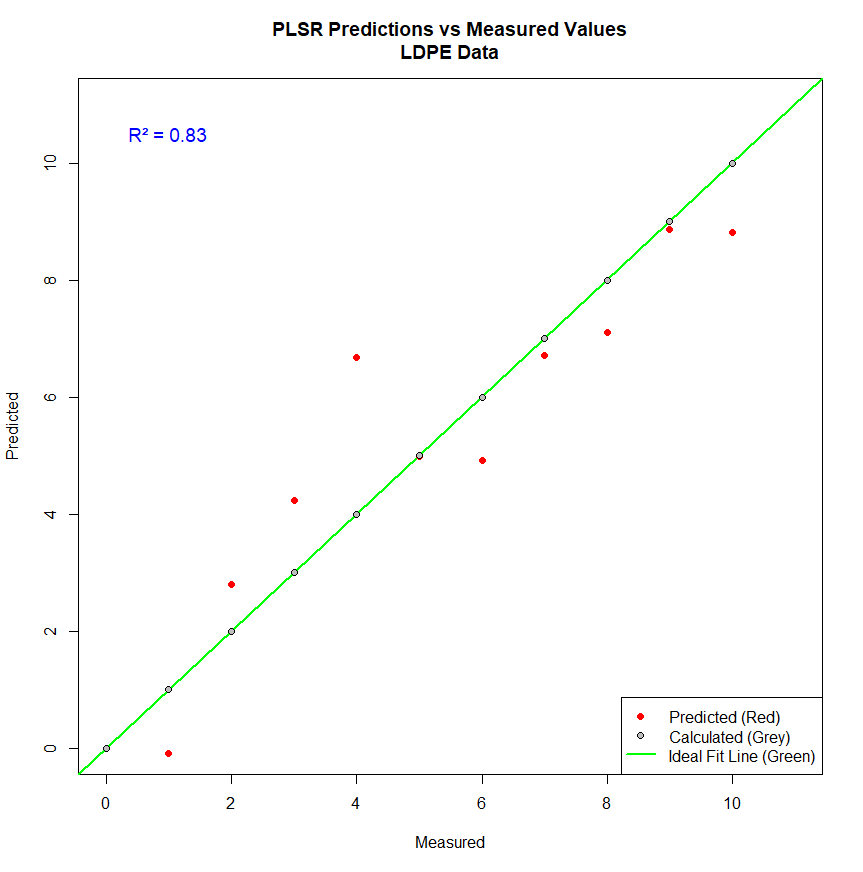 PLSR Predictions vs Measured Values
LDPE Data
R² = 0.83
10
8
6
4
2
0
Predicted
0 2 4 6 8 10
Measured
Predicted (Red)
Calculated (Grey)
Ideal Fit Line (Green)